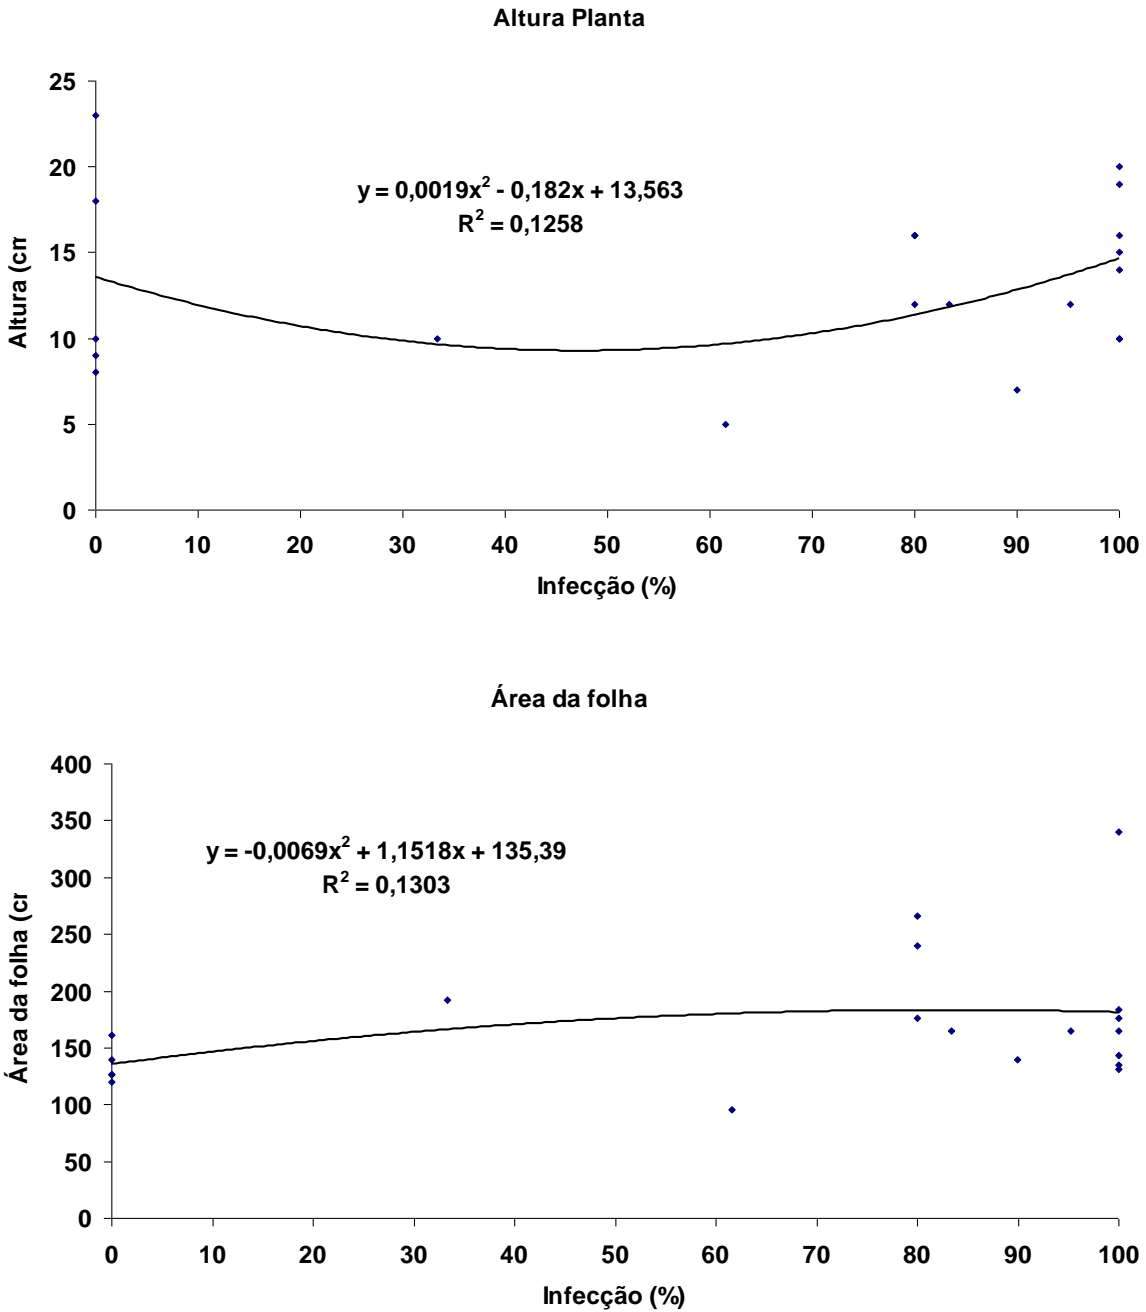 Altura Planta
25
20
15
10
5
0
Altura (cm
y = 0,0019x² - 0,182x + 13,563
R² = 0,1258
0 10 20 30 40 50 60 70 80 90 100
Infecção (%)
Área da folha
400
350
300
250
200
150
100
50
0
Área da folha (cr
y = -0,0069x² + 1,1518x + 135,39
R² = 0,1303
0 10 20 30 40 50 60 70 80 90 100
Infecção (%)